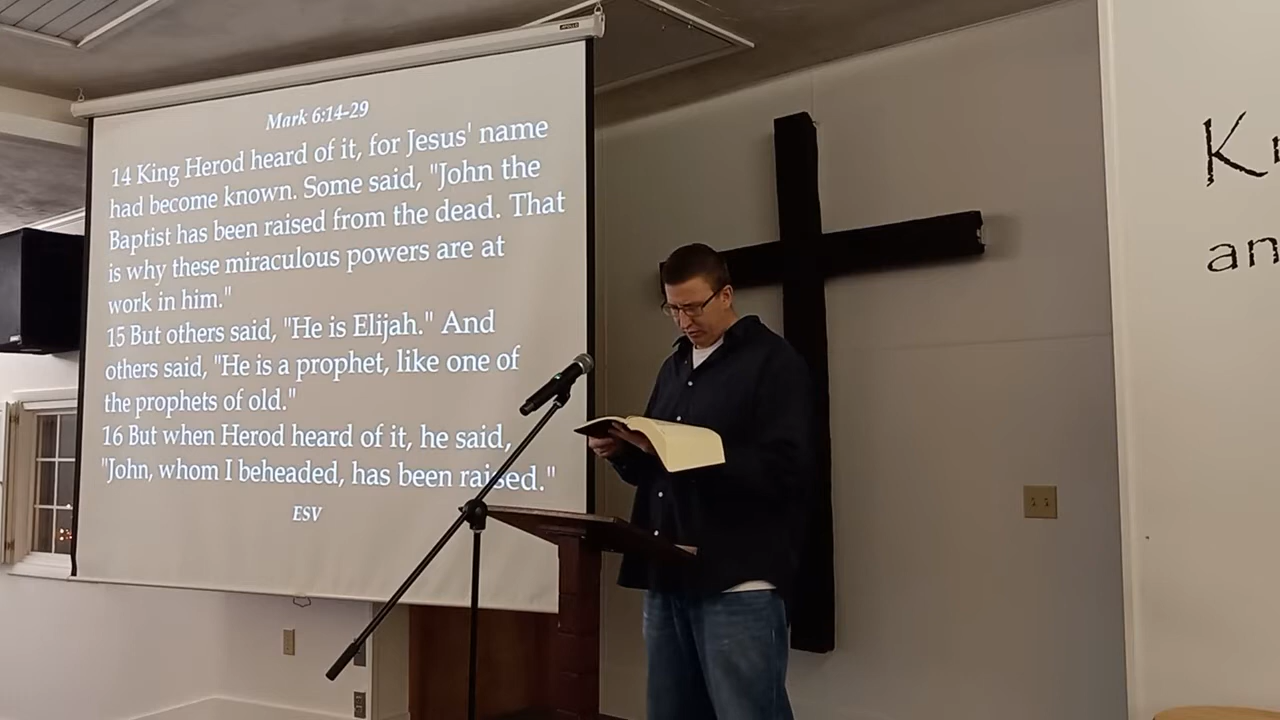 APOLLO
Mark 6:14-29
14 King Herod heard of it, for Jesus' name
had become known. Some said, "John the
Baptist has been raised from the dead. That
is why these miraculous powers are at
work in him."
15 But others said, "He is Elijah." And
others said, "He is a prophet, like one of
the prophets of old."
16 But when Herod heard of it, he said,
"John, whom I beheaded, has been raised."
ESV
an